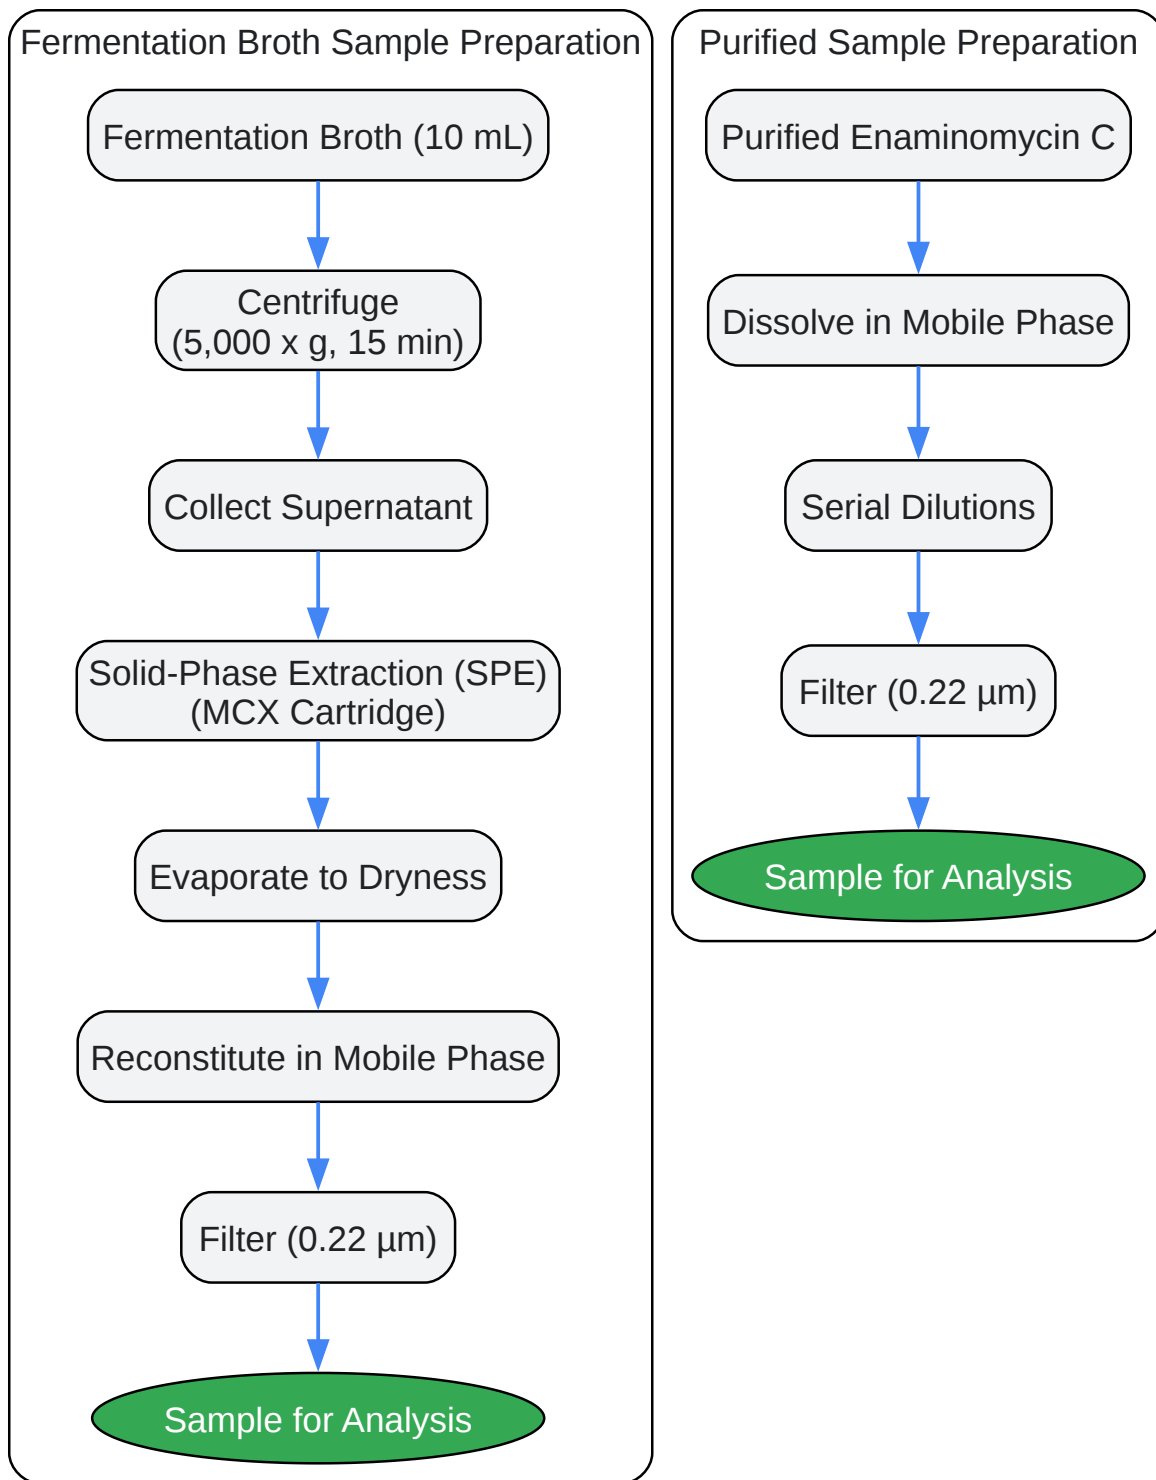 Fermentation Broth Sample Preparation
Fermentation Broth (10 mL)
Centrifuge
(5,000 x g, 15 min)
Collect Supernatant
Solid-Phase Extraction (SPE)
(MCX Cartridge)
Evaporate to Dryness
Reconstitute in Mobile Phase
Filter (0.22 µm)
Sample for Analysis
Purified Sample Preparation
Purified Enaminomycin C
Dissolve in Mobile Phase
Serial Dilutions
Filter (0.22 µm)
Sample for Analysis